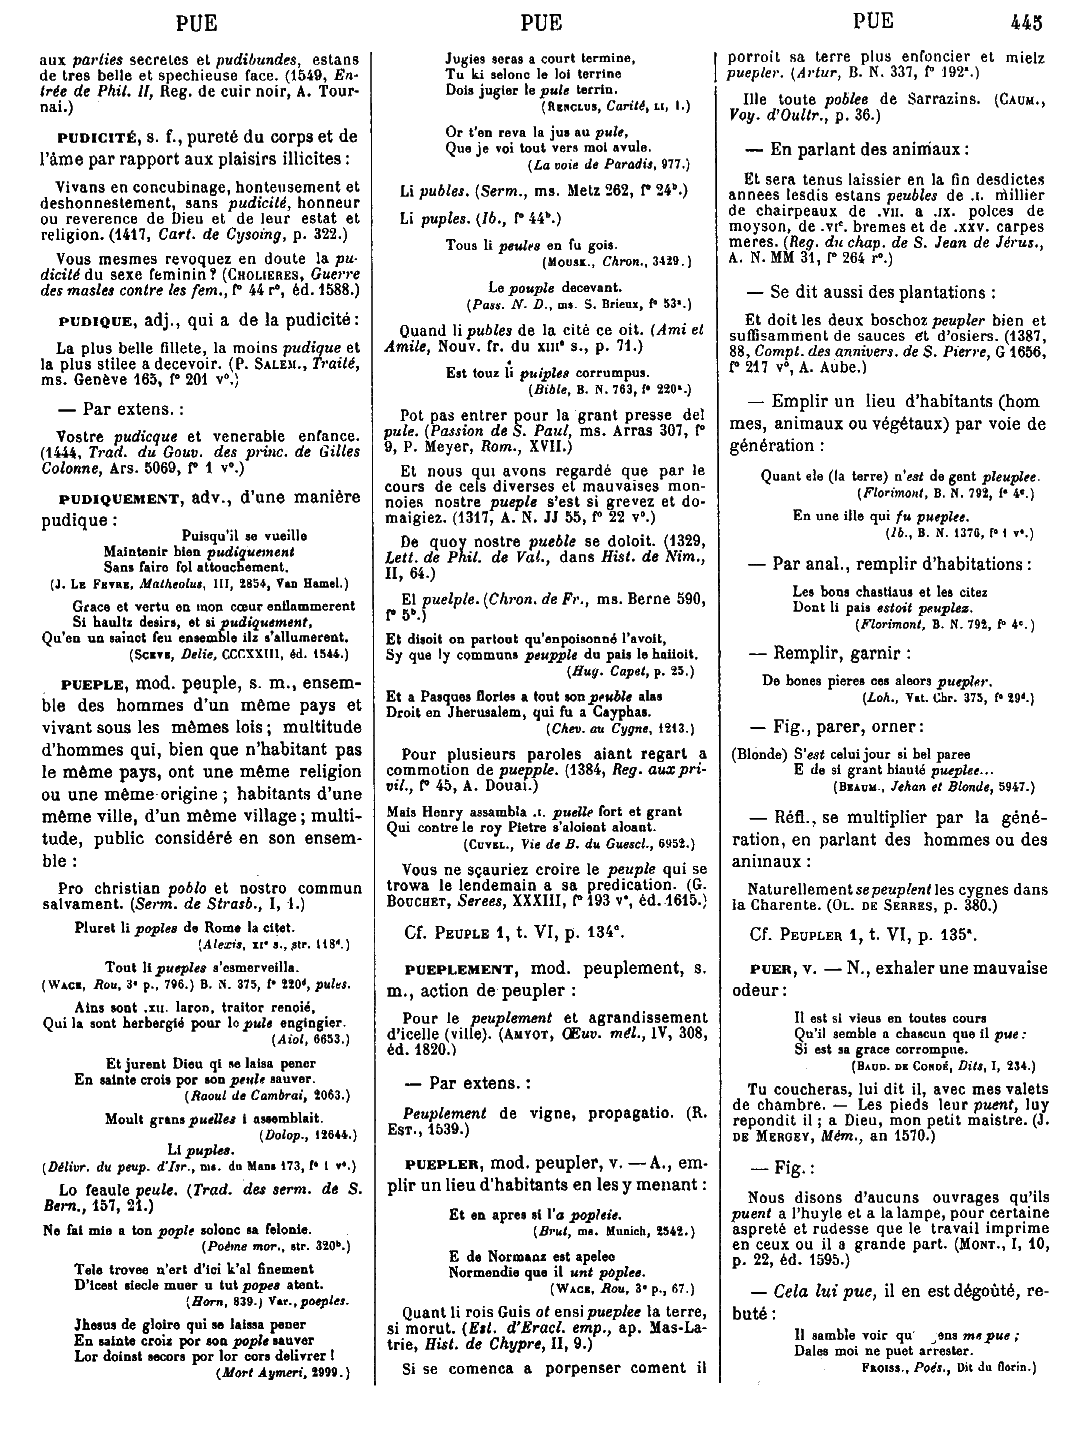 PUE
PUE
PUE
445
aux parties secretes et pudibundes, estans
de tres belle et spechieuse face. (1549, En-
trée de Phil. II, Reg. de cuir noir, A. Tour-
nai.)
PUDICITÉ, s. f., pureté du corps et de
l'âme par rapport aux plaisirs illicites :
Vivans en concubinage, honteusement et
deshonnestement, sans pudicité, honneur
ou reverence de Dieu et de leur estat et
religion. (1417, Cart. de Cysoing, p. 322.)
Vous mesmes revoquez en doute la pu-
dicité du sexe feminin ? (CHOLIERES, Guerre
des masles contre les fem., f° 44 r°, éd. 1588.)
PUDIQUE, adj., qui a de la pudicité :
La plus belle fillete, la moins pudique et
la plus stilee a decevoir. (P. SALEM., Traité,
ms. Genève 165, f° 201 v°.)
— Par extens. :
Vostre pudicque et venerable enfance.
(1444, Trad. du Gouv. des princ. de Gilles
Colonne, Ars. 5069, f° 1 v°.)
PUDIQUEMENT, adv., d'une manière
pudique :
Puisqu'il se vueille
Maintenir bien pudiquement
Sans faire fol attouchement.
(J. LE FEVRE, Matheolus, III, 2854, Van Hamel.)
Grace et vertu en mon cœur enflammerent
Si haultz desirs, et si pudiquement,
Qu'en un sainct feu ensemble ilz s'allumerent.
(SCEVE, Delie, CCCXXIII, éd. 1544.)
PUEPLE, mod. peuple, s. m., ensem-
ble des hommes d'un même pays et
vivant sous les mêmes lois ; multitude
d'hommes qui, bien que n'habitant pas
le même pays, ont une même religion
ou une même origine ; habitants d'une
même ville, d'un même village ; multi-
tude, public considéré en son ensem-
ble :
Pro christian poblo et nostro commun
salvament. (Serm. de Strasb., I, 1.)
Pluret li poples de Rome la citet.
(Alexis, XI° s., str. 118d.)
Tout li pueples s'esmerveilla.
(WACE, Rou, 3° p., 796.) B. N. 375, f° 220d, pules.
Ains sont .XII. laron, traitor renoié,
Qui la sont herbergié pour lo pule engingier.
(Aiol, 6653.)
Et jurent Dieu qi se laisa pener
En sainte crois por son peule sauver.
(Raoul de Cambrai, 2063.)
Moult grans puelles i assemblait.
(Dolop., 12644.)
Li puples.
(Délivr. du peup. d'Isr., ms. du Mans 173, f° 1 v°.)
Lo feaule peule. (Trad. des serm. de S.
Bern., 157, 21.)
Ne fai mie a ton pople solonc sa felonie.
(Poème mor., str. 320b.)
Tele trovee n'ert d'ici k'al finement
D'icest siecle muer u tut popes atent.
(Horn, 839.) Var., poeples.
Jhesus de gloire qui se laissa pener
En sainte croiz por son pople sauver
Lor doinst secors por lor cors delivrer !
(Mort Aymeri, 2999.)
Jugies seras a court termine,
Tu ki selonc le loi terrine
Dois jugier le pule terrin.
(RENCLUS, Carité, LI, 1.)
Or t'en reva la jus au pule,
Que je voi tout vers moi avule.
(La voie de Paradis, 977.)
Li publes. (Serm., ms. Metz 262, f° 24b.)
Li puples. (Ib., f° 44b.)
Tous li peules en fu gois.
(MOUSK., Chron., 3429.)
Le pouple decevant.
(Pass. N. D., ms. S. Brieux, f° 53a.)
Quand li publes de la cité ce oit. (Ami et
Amile, Nouv. fr. du XIII° s., p. 71.)
Est touz li puiples corrumpus.
(Bible, B. N. 763, f° 220a.)
Pot pas entrer pour la grant presse del
pule. (Passion de S. Paul, ms. Arras 307, f°
9, P. Meyer, Rom., XVII.)
Et nous qui avons regardé que par le
cours de cels diverses et mauvaises mon-
noies nostre pueple s'est si grevez et do-
maigiez. (1317, A. N. JJ 55, f° 22 v°.)
De quoy nostre pueble se doloit. (1329,
Lett. de Phil. de Val., dans Hist. de Nim.,
II, 64.)
El puelple. (Chron. de Fr., ms. Berne 590,
f° 5b.)
Et disoit on partout qu'enpoisonné l'avoit,
Sy que ly communs peupple du païs le haiioit.
(Hug. Capet, p. 25.)
Et a Pasques flories a tout son peuble alas
Droit en Jherusalem, qui fu a Cayphas.
(Chev. au Cygne, 1213.)
Pour plusieurs paroles aiant regart a
commotion de puepple. (1384, Reg. aux pri-
vil., f° 45, A. Douai.)
Mais Henry assambla .I. puelle fort et grant
Qui contre le roy Pietre s'aloient aloant.
(CUVEL., Vie de B. du Guescl., 6952.)
Vous ne sçauriez croire le peuple qui se
trowa le lendemain a sa predication. (G.
BOUCHET, Serees, XXXIII, f° 193 v°, éd. 1615.)
Cf. PEUPLE 1, t. VI, p. 134c.
PUEPLEMENT, mod. peuplement, s.
m., action de peupler :
Pour le peuplement et agrandissement
d'icelle (ville). (AMYOT, Œuv. mél., IV, 308,
éd. 1820.)
— Par extens. :
Peuplement de vigne, propagatio. (R.
EST., 1539.)
PUEPLER, mod. peupler, v. — A., em-
plir un lieu d'habitants en les y menant :
Et en apres si l'a popleie.
(Brut, ms. Munich, 2542.)
E de Normanz est apelee
Normendie que il unt poplee.
(WACE, Rou, 3° p., 67.)
Quant li rois Guis ot ensi pueplee la terre,
si morut. (Est. d'Eracl. emp., ap. Mas-La-
trie, Hist. de Chypre, II, 9.)
Si se comenca a porpenser coment il
porroit sa terre plus enfoncier et mielz
puepler. (Artur, B. N. 337, f° 192a.)
Ille toute poblee de Sarrazins. (CAUM.,
Voy. d'Oultr., p. 36.)
— En parlant des animaux :
Et sera tenus laissier en la fin desdictes
annees lesdis estans peubles de .I. millier
de chairpeaux de .VII. a .IX. polces de
moyson, de .VIc. bremes et de .XXV. carpes
meres. (Reg. du chap. de S. Jean de Jérus.,
A. N. MM 31, f° 264 r°.)
— Se dit aussi des plantations :
Et doit les deux boschoz peupler bien et
suffisamment de sauces et d'osiers. (1387,
88, Compt. des annivers. de S. Pierre, G 1656,
f° 217 v°, A. Aube.)
— Emplir un lieu d'habitants (hom
mes, animaux ou végétaux) par voie de
génération :
Quant ele (la terre) n'est de gent pleuplee.
(Florimont, B. N. 792, f° 4c.)
En une ille qui fu pueplee.
(Ib., B. N. 1376, f° 1 v°.)
— Par anal., remplir d'habitations :
Les bons chastiaus et les citez
Dont li pais estoit peuplez.
(Florimont, B. N. 792, f° 4c.)
— Remplir, garnir :
De bones pieres ces aleors puepler.
(Loh., Vat. Chr. 375, f° 29d.)
— Fig., parer, orner :
(Blonde) S'est celui jour si bel paree
E de si grant biauté pueplee...
(BEAUM., Jehan et Blonde, 5947.)
— Réfl., se multiplier par la géné-
ration, en parlant des hommes ou des
animaux :
Naturellement se peuplent les cygnes dans
la Charente. (OL. DE SERRES, p. 380.)
Cf. PEUPLER 1, t. VI, p. 135a.
PUER, v. — N., exhaler une mauvaise
odeur :
Il est si vieus en toutes cours
Qu'il semble a chascun que il pue :
Si est sa grace corrompue.
(BAUD. DE CONDÉ, Dits, I, 234.)
Tu coucheras, lui dit il, avec mes valets
de chambre. — Les pieds leur puent, luy
repondit il ; a Dieu, mon petit maistre. (J.
DE MERGEY, Mém., an 1570.)
— Fig. :
Nous disons d'aucuns ouvrages qu'ils
puent a l'huyle et a la lampe, pour certaine
aspreté et rudesse que le travail imprime
en ceux ou il a grande part. (MONT., I, 10,
p. 22, éd. 1595.)
— Cela lui pue, il en est dégoûté, re-
buté :
Il samble voir qu' ens me pue ;
Dales moi ne puet arrester.
FROISS., Poés., Dit du florin.)